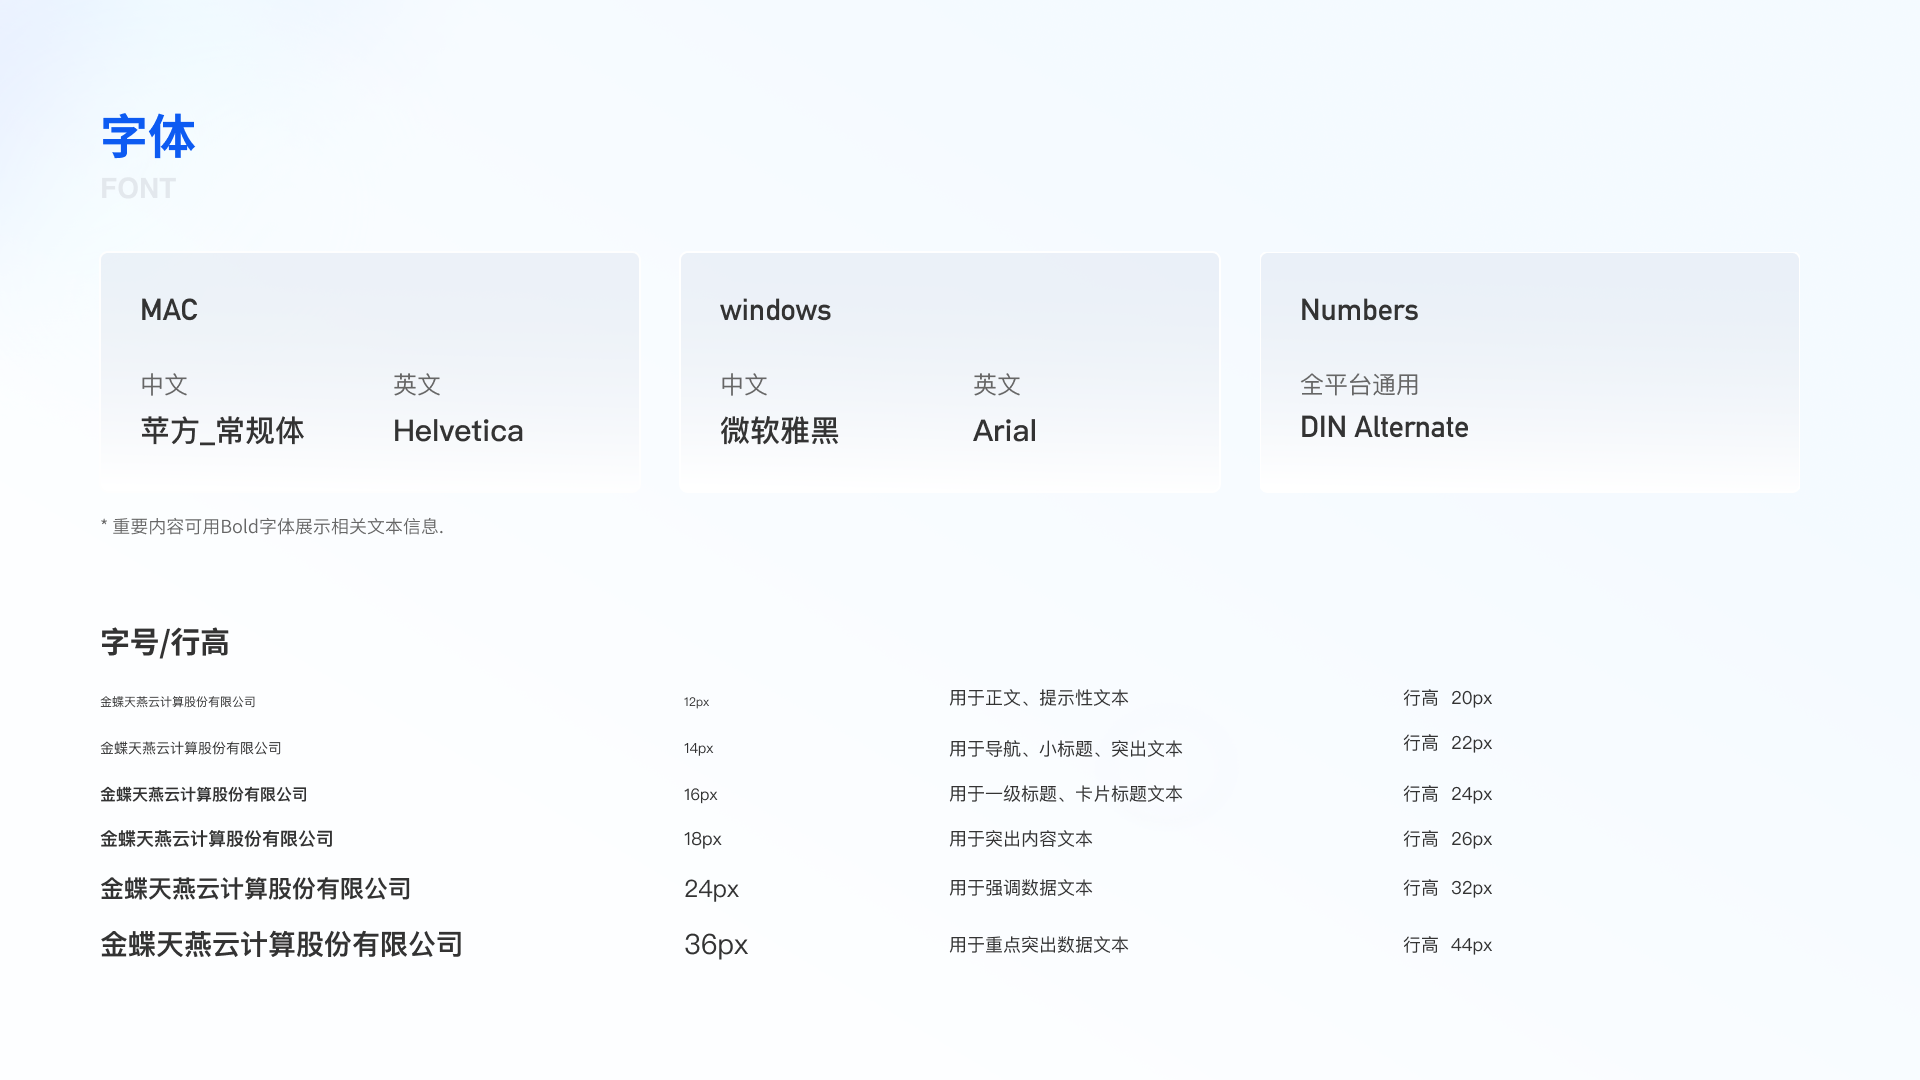 字体
FONT
MAC
中文 英文
苹方_常规体 Helvetica
windows
中文 英文
微软雅黑 Arial
Numbers
全平台通用
DIN Alternate
* 重要内容可用Bold字体展示相关文本信息.
字号/行高
金蝶天燕云计算股份有限公司 12px 用于正文、提示性文本 行高 20px
金蝶天燕云计算股份有限公司 14px 用于导航、小标题、突出文本 行高 22px
金蝶天燕云计算股份有限公司 16px 用于一级标题、卡片标题文本 行高 24px
金蝶天燕云计算股份有限公司 18px 用于突出内容文本 行高 26px
金蝶天燕云计算股份有限公司 24px 用于强调数据文本 行高 32px
金蝶天燕云计算股份有限公司 36px 用于重点突出数据文本 行高 44px